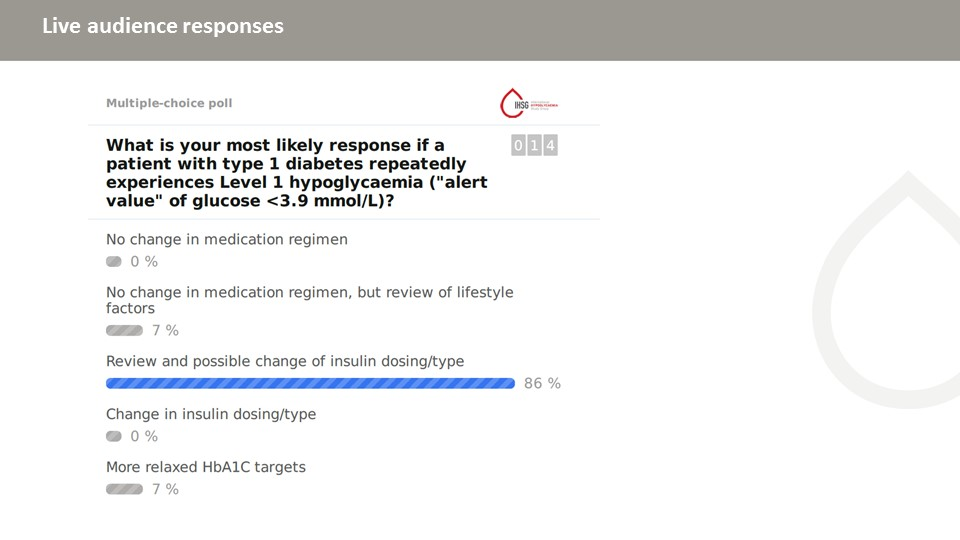 Live audience responses
Multiple-choice poll
IHSG
HYPOGLYCAEMIA
What is your most likely response if a
014
patient with type 1 diabetes repeatedly
experiences Level 1 hypoglycaemia ("alert
value" of glucose <3.9 mmol/L)?
No change in medication regimen
0 %
No change in medication regimen, but review of lifestyle
factors
7 %
Review and possible change of insulin dosing/type
86 %
Change in insulin dosing/type
0 %
More relaxed HbA1C targets
7 %